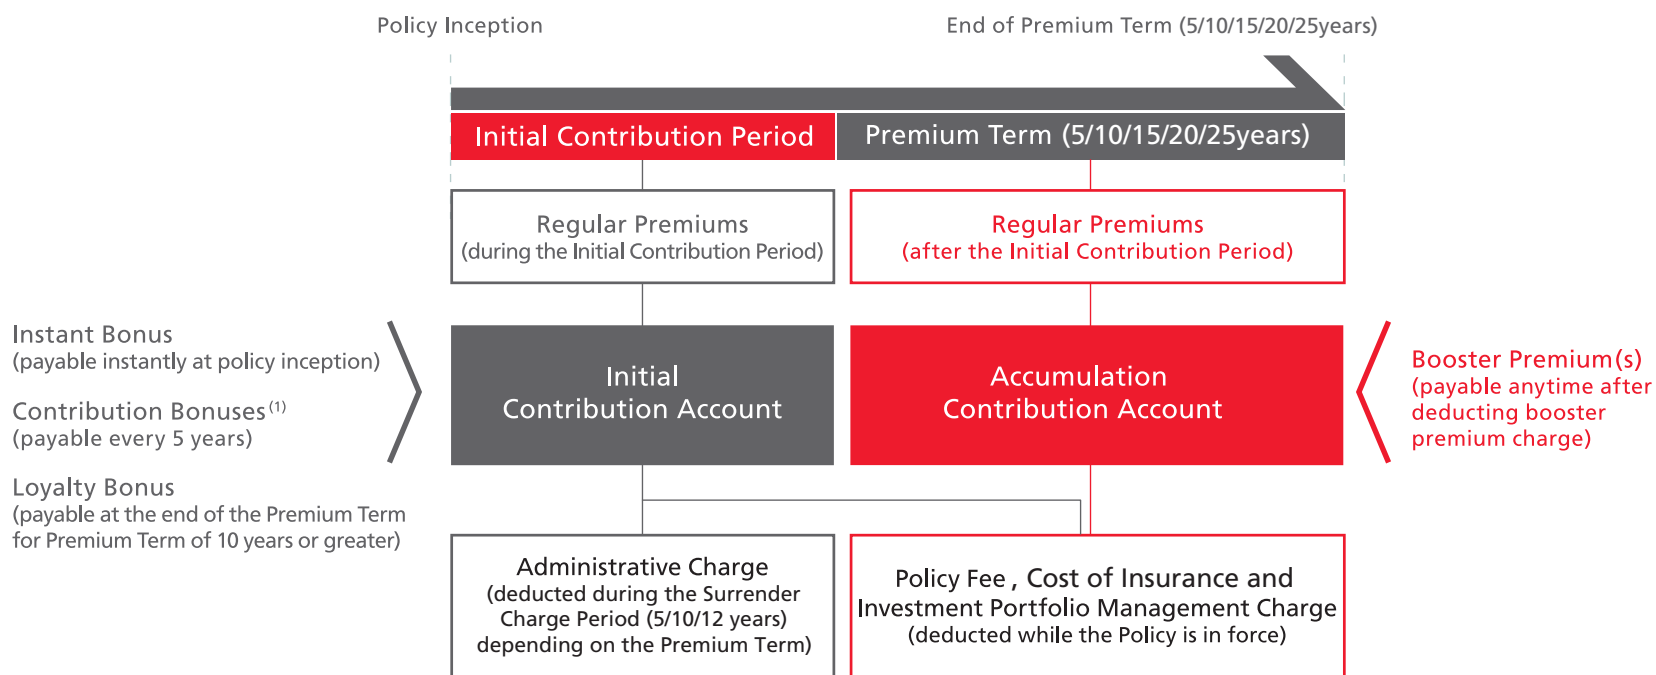 Policy Inception
End of Premium Term (5/10/15/20/25years)
Initial Contribution Period
Premium Term (5/10/15/20/25years)
Regular Premiums
(during the Initial Contribution Period)
Regular Premiums
(after the Initial Contribution Period)
Instant Bonus
(payable instantly at policy inception)
Contribution Bonuses (1)
(payable every 5 years)
Loyalty Bonus
(payable at the end of the Premium Term
for Premium Term of 10 years or greater)
Initial
Contribution Account
Accumulation
Contribution Account
Booster Premium(s)
(payable anytime after
deducting booster
premium charge)
Administrative Charge
(deducted during the Surrender
Charge Period (5/10/12 years)
depending on the Premium Term)
Policy Fee , Cost of Insurance and
Investment Portfolio Management Charge
(deducted while the Policy is in force)